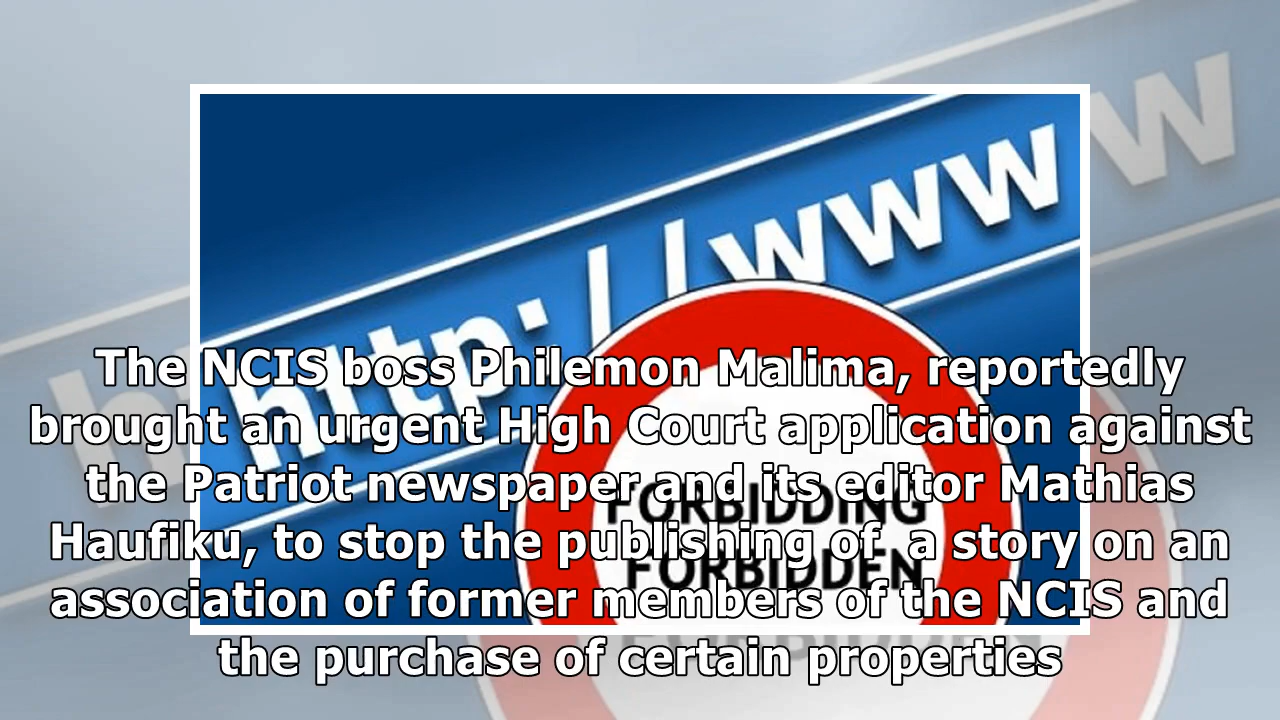 http://www
The NCIS boss Philemon Malima, reportedly
brought an urgent High Court application against
the Patriot newspaper and its editor Mathias
Haufiku, to stop the publishing of  a story on an
association of former members of the NCIS and
the purchase of certain properties
FORBIDDING
FORBIDDEN